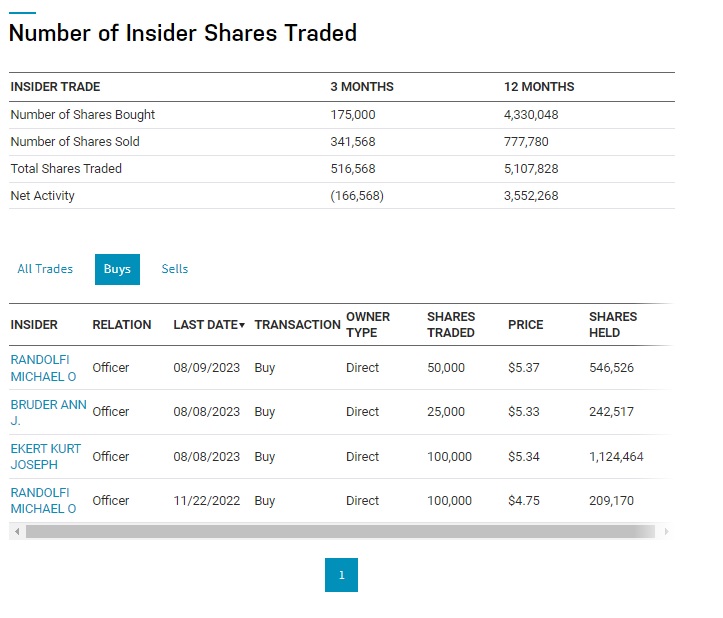 Number of Insider Shares Traded
INSIDER TRADE 3 MONTHS 12 MONTHS
Number of Shares Bought 175,000 4,330,048
Number of Shares Sold 341,568 777,780
Total Shares Traded 516,568 5,107,828
Net Activity (166,568) 3,552,268
All Trades Buys Sells
INSIDER RELATION LAST DATE▼ TRANSACTION OWNER TYPE SHARES TRADED PRICE SHARES HELD
RANDOLFI MICHAEL O Officer 08/09/2023 Buy Direct 50,000 $5.37 546,526
BRUDER ANN J. Officer 08/08/2023 Buy Direct 25,000 $5.33 242,517
EKERT KURT JOSEPH Officer 08/08/2023 Buy Direct 100,000 $5.34 1,124,464
RANDOLFI MICHAEL O Officer 11/22/2022 Buy Direct 100,000 $4.75 209,170
1